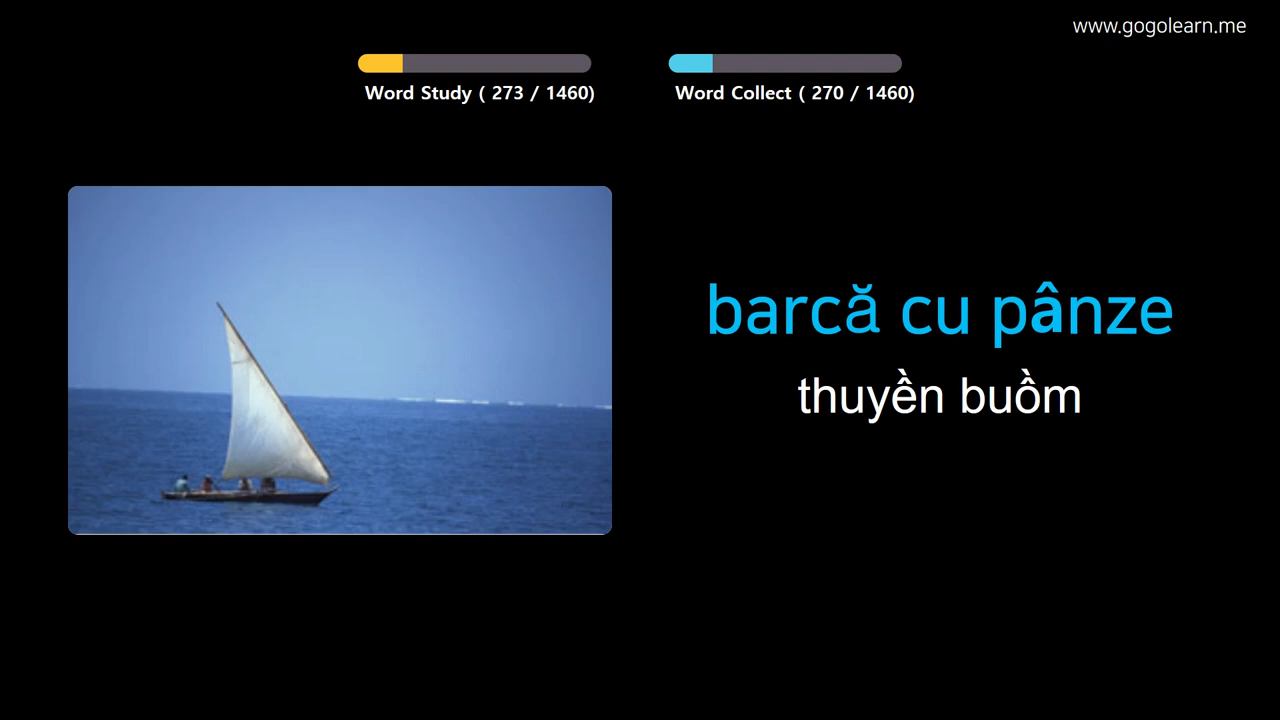 www.gogolearn.me
Word Study ( 273 / 1460)
Word Collect ( 270 / 1460)
barcă cu pânze
thuyền buồm